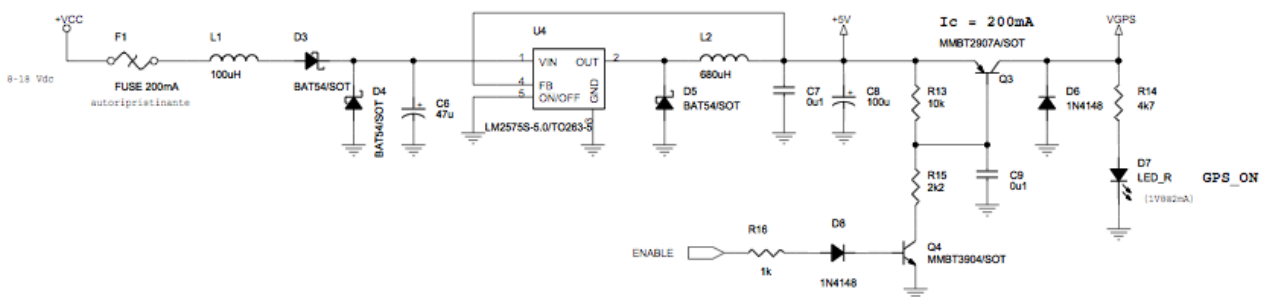 +VCC
8-18 Vdc
F1
FUSE 200mA
autoripristinante
L1
100uH
D3
BAT54/SOT
D4
BAT54/SOT
C6
47u
U4
1
VIN
OUT
2
4
FB
5
ON/OFF
GND
3
LM2575S-5.0/TO263-5
L2
680uH
D5
BAT54/SOT
C7
0u1
+5V
C8
100u
Ic = 200mA
MMBT2907A/SOT
Q3
VGPS
R13
10k
D6
1N4148
R14
4k7
R15
2k2
C9
0u1
D7
LED_R
(1V8@2mA)
GPS_ON
ENABLE
R16
1k
D8
1N4148
Q4
MMBT3904/SOT